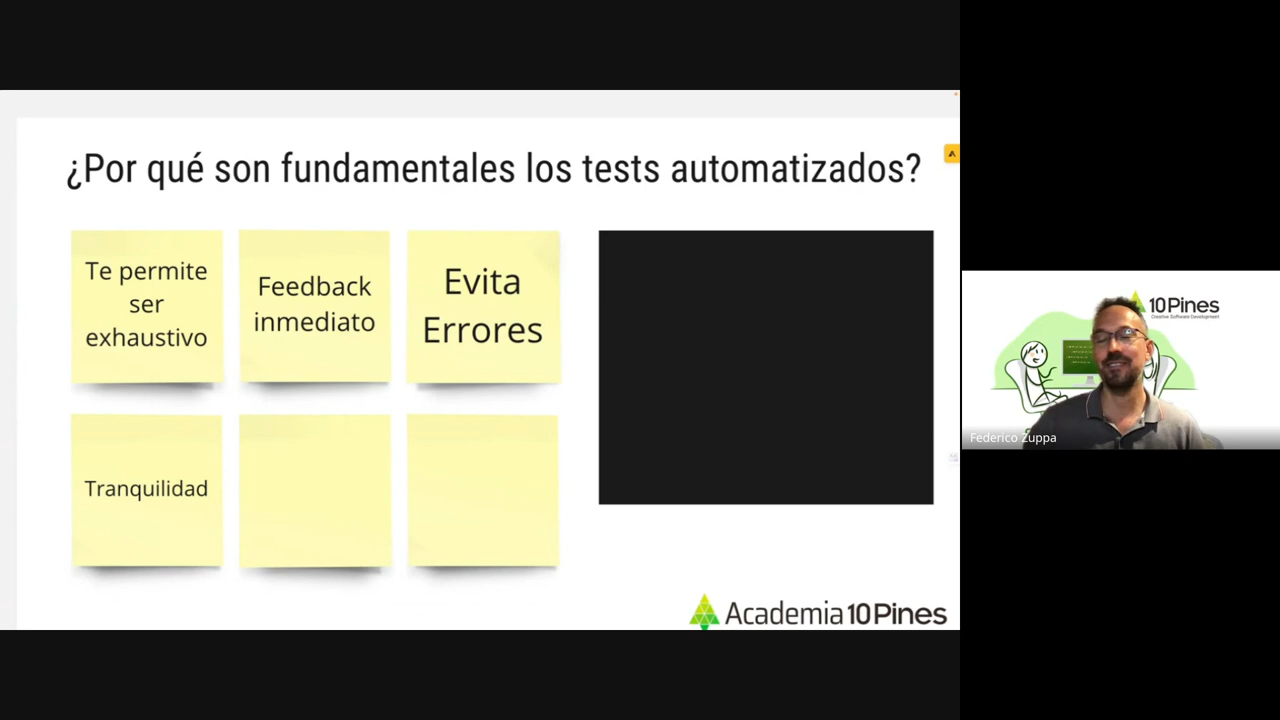 ¿Por qué son fundamentales los tests automatizados?
Te permite
ser
exhaustivo
Feedback
inmediato
Evita
Errores
Tranquilidad
Academia 10Pines
10Pines
Creative Software Development
Federico Zuppa